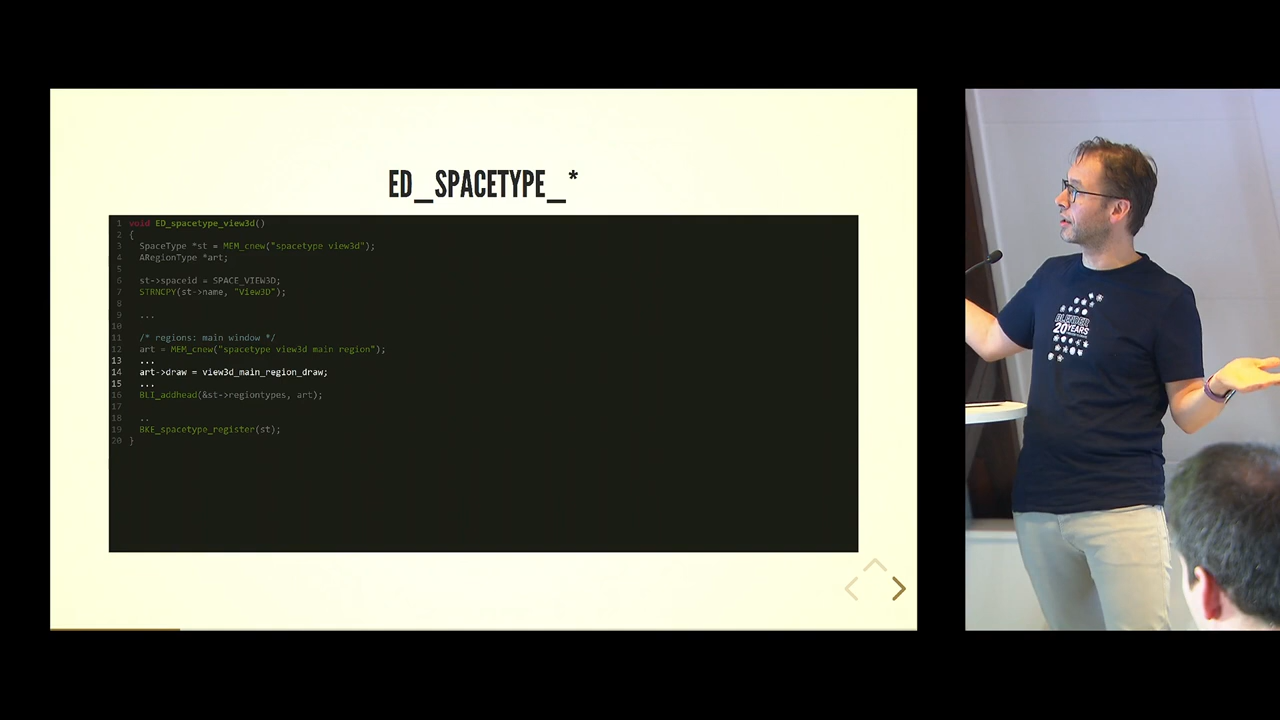 ED_SPACETYPE_*
1 void ED_spacetype_view3d()
2 {
3 SpaceType *st = MEM_cnew("spacetype view3d");
4 ARegionType *art;
5
6 st->spaceid = SPACE_VIEW3D;
7 STRNCPY(st->name, "View3D");
8
9 ...
10
11 /* regions: main window */
12 art = MEM_cnew("spacetype view3d main region");
13 ...
14 art->draw = view3d_main_region_draw;
15 ...
16 BLI_addhead(&st->regiontypes, art);
17
18 ..
19 BKE_spacetype_register(st);
20 }
BLENDER
20YEARS